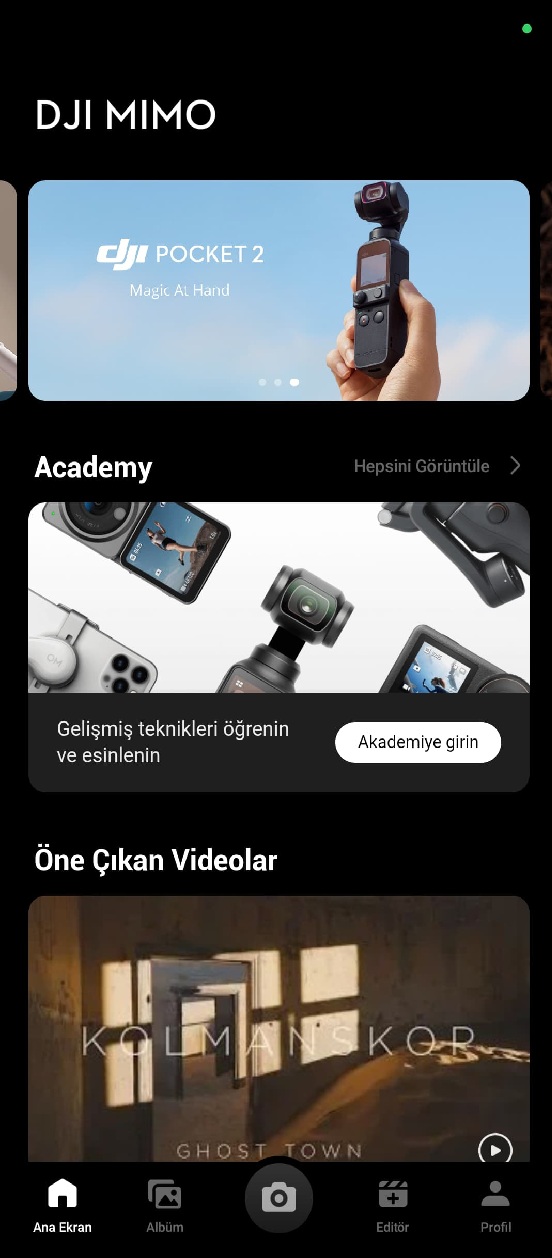 DJI MIMO
dji POCKET 2
Magic At Hand
Academy
Hepsini Görüntüle
OM
Gelişmiş teknikleri öğrenin
ve esinlenin
Akademiye girin
Öne Çıkan Videolar
KOLMANSKOP
GHOST TOWN
Ana Ekran
Albüm
Editör
Profil